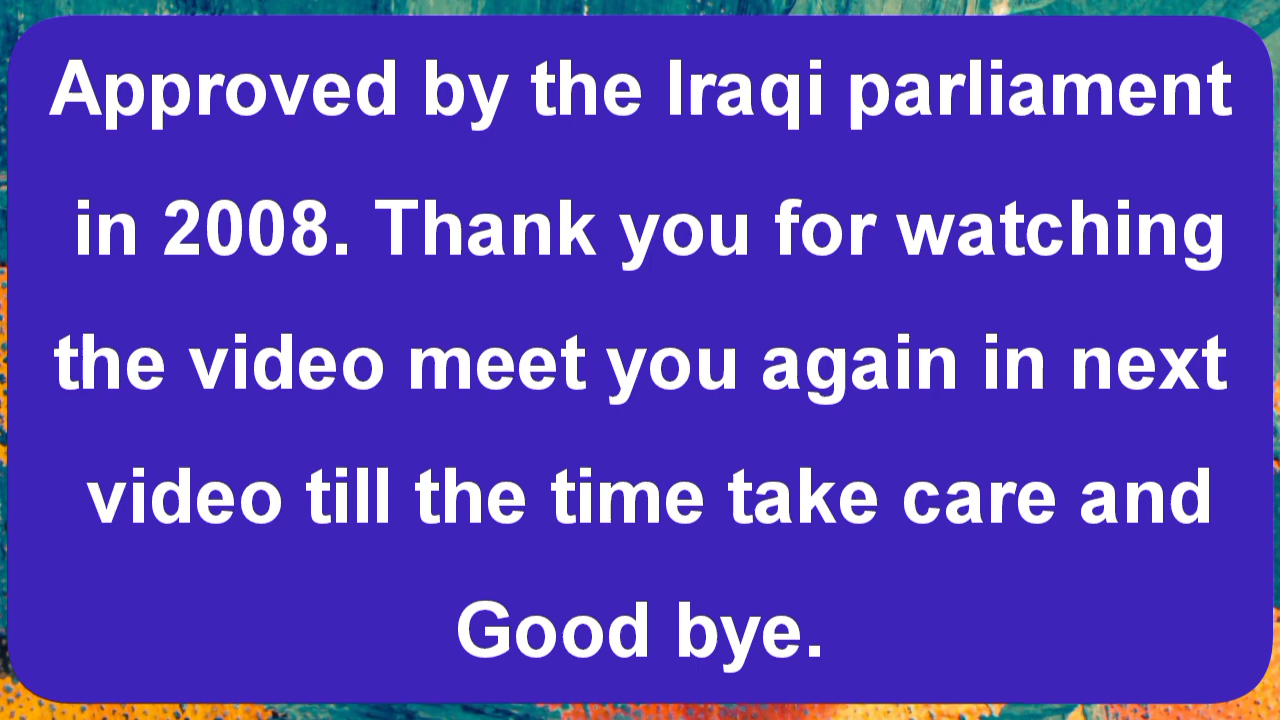 Approved by the Iraqi parliament
in 2008. Thank you for watching
the video meet you again in next
video till the time take care and
Good bye.